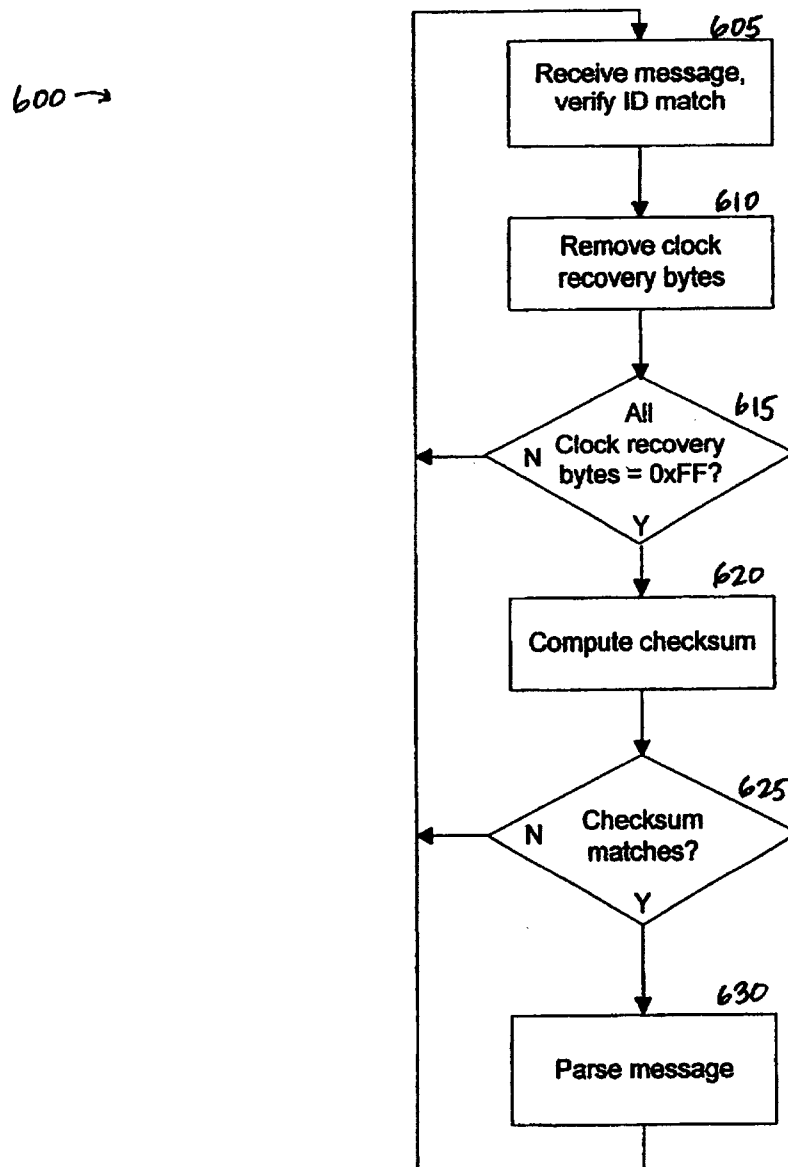 600 →
605
Receive message,
verify ID match
610
Remove clock
recovery bytes
615
All
Clock recovery
bytes = 0xFF?
N
Y
620
Compute checksum
625
Checksum
matches?
N
Y
630
Parse message